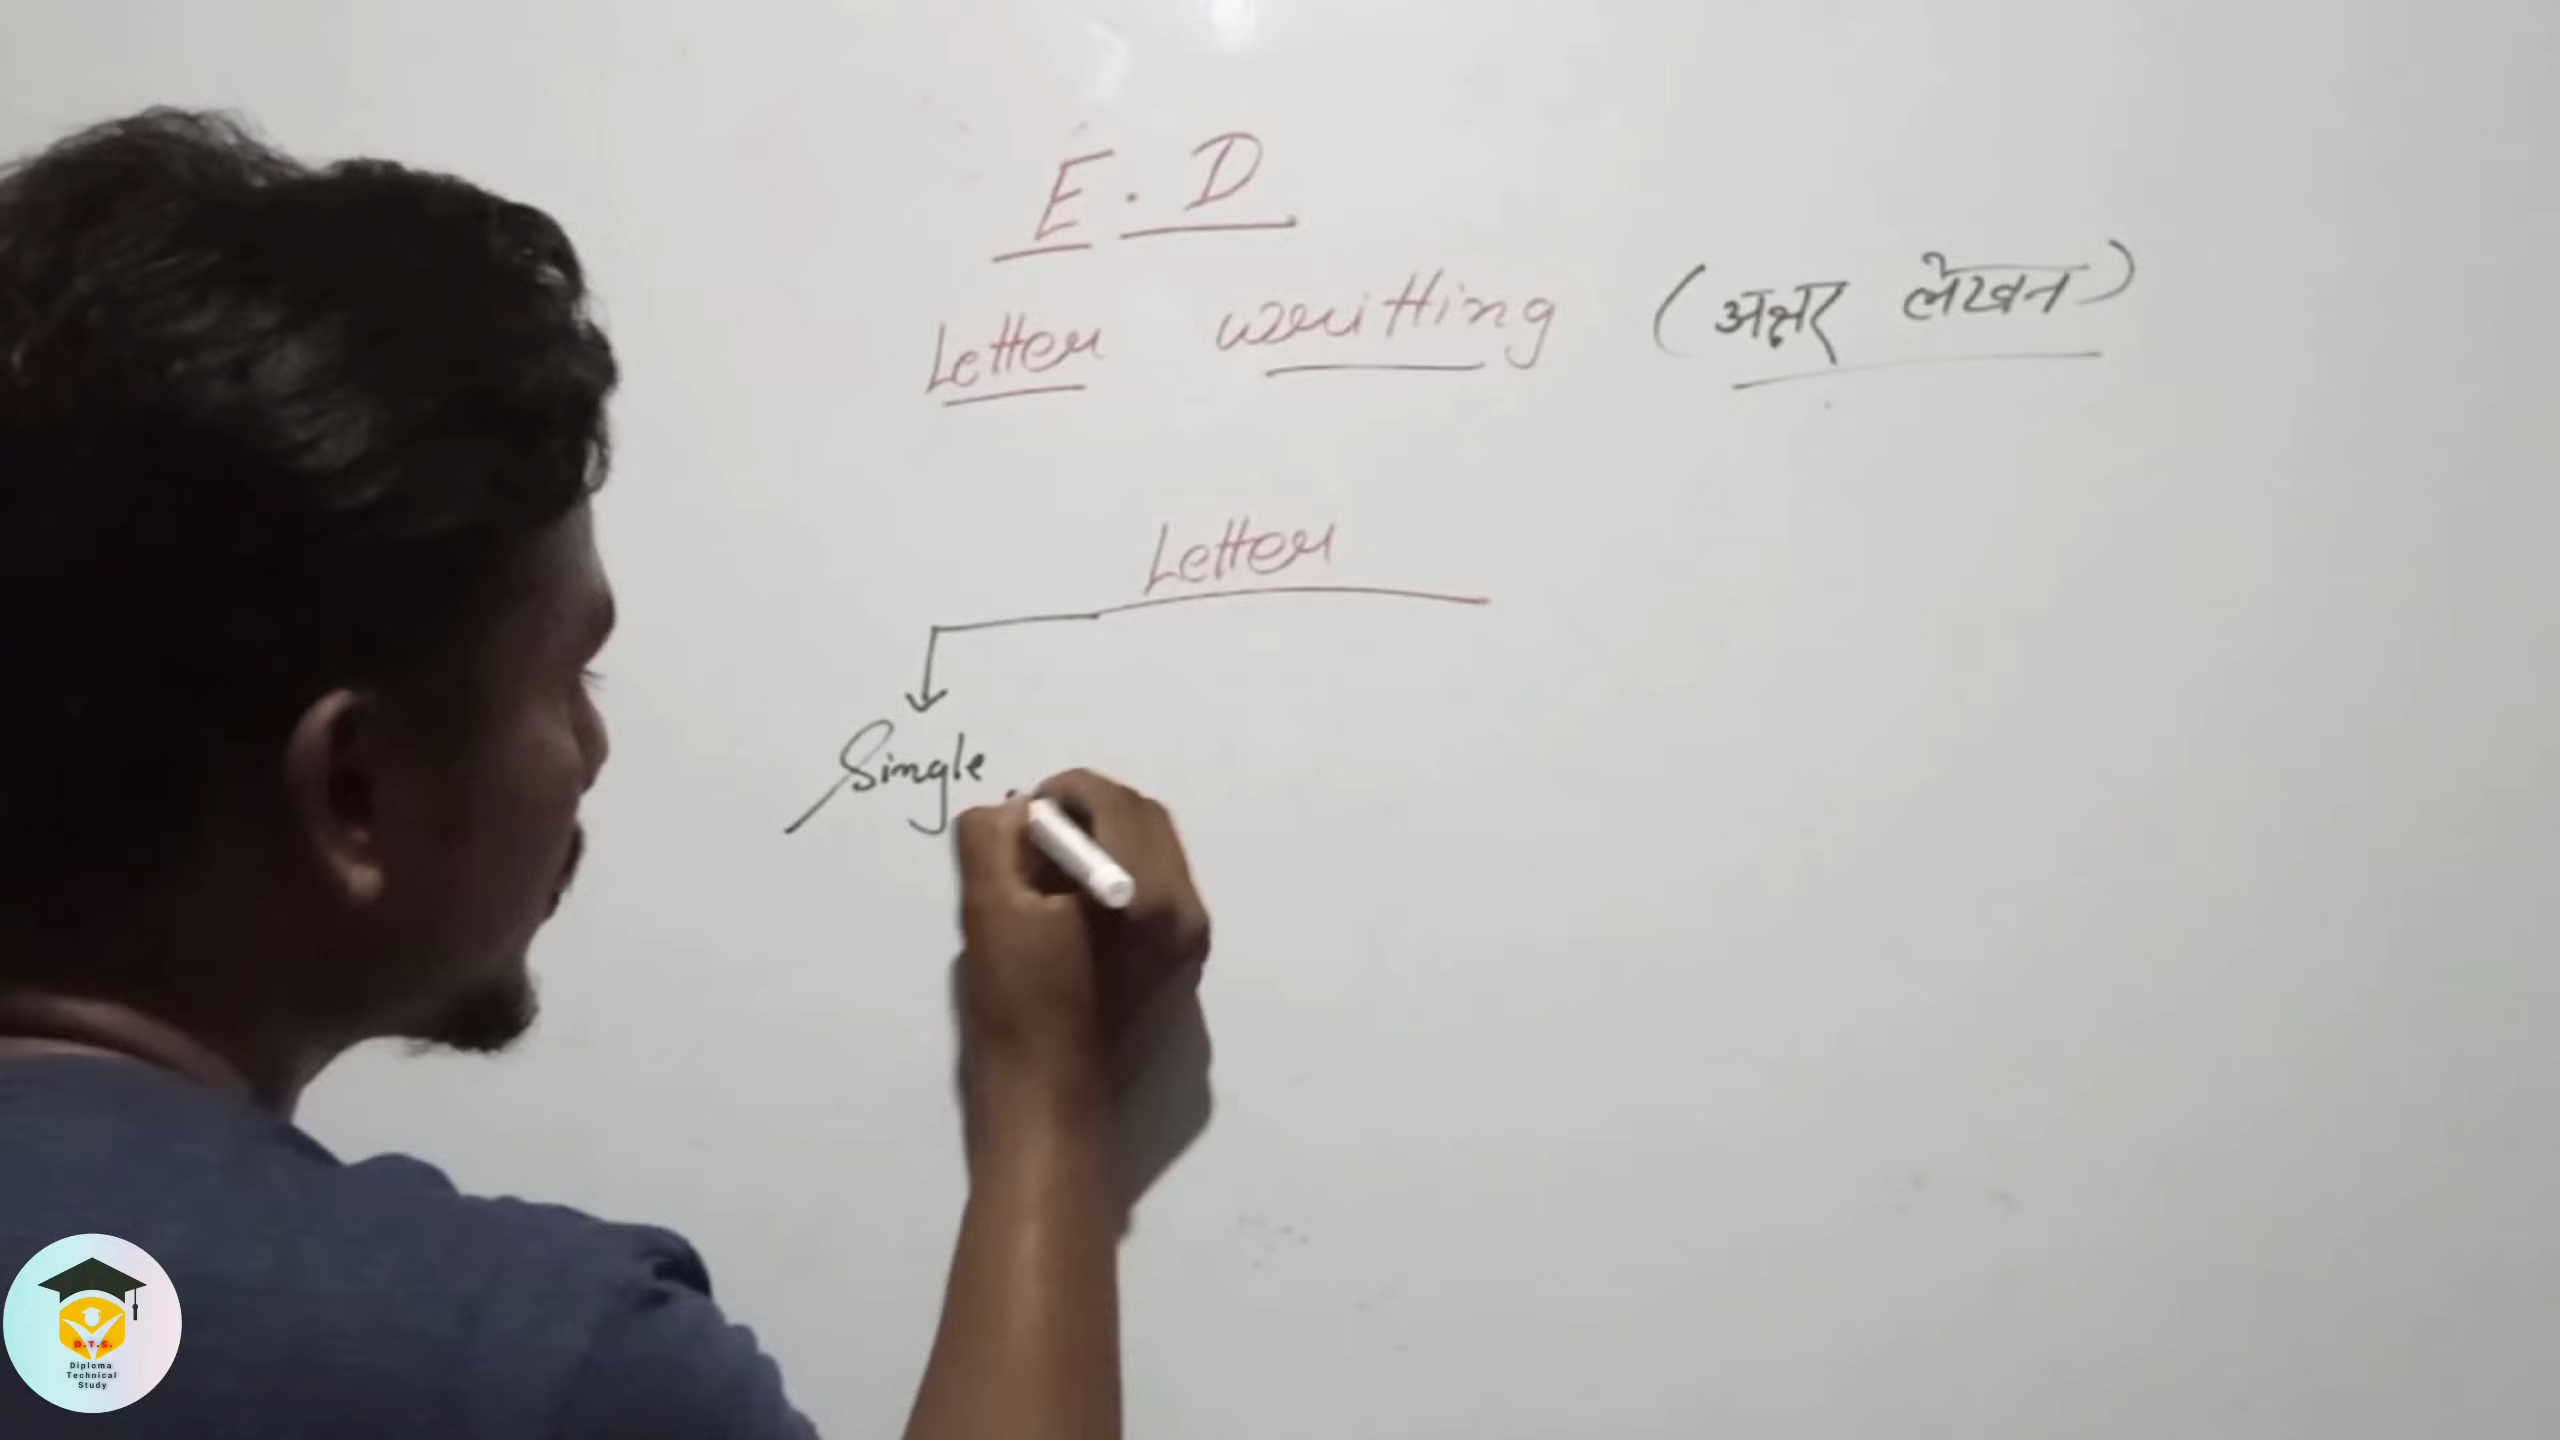 E. D
Letter writting (अक्षर लेखन)
Letter
Single
D.T.S.
Diploma
Technical
Study